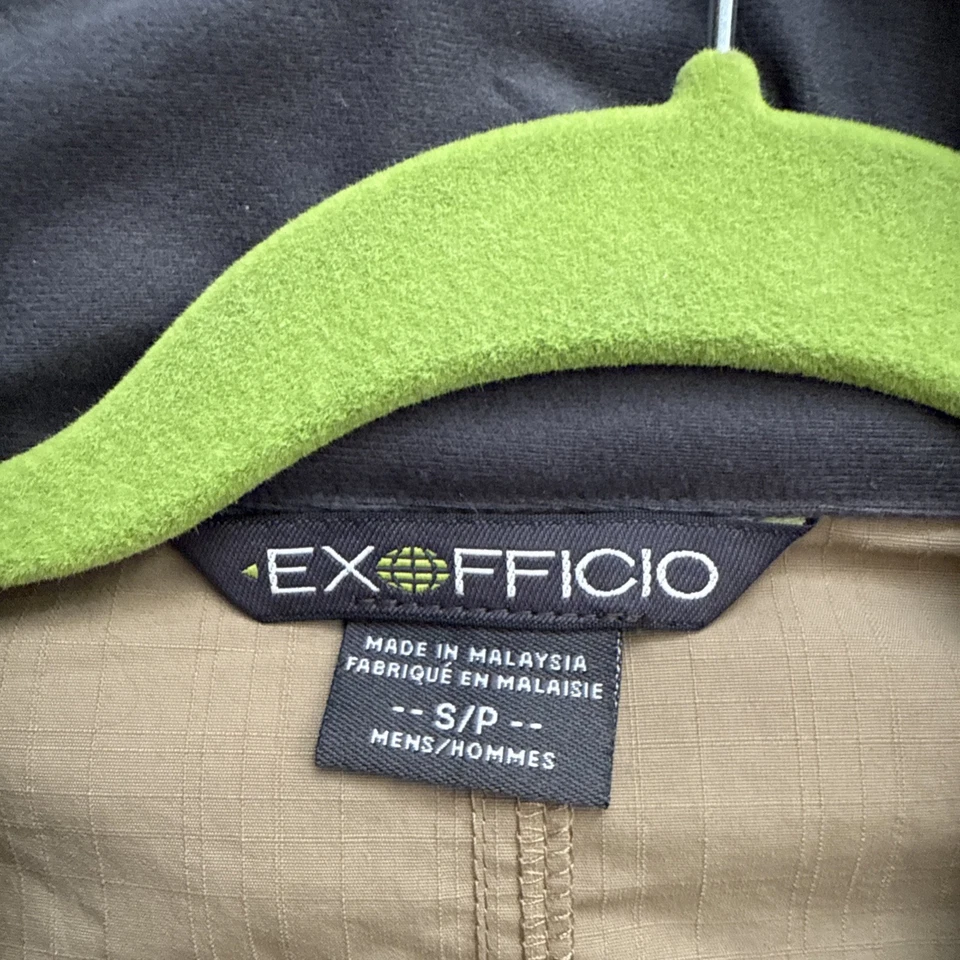 EXOFFICIO
MADE IN MALAYSIA
FABRIQUÉ EN MALAISIE
-- S/P --
MENS/HOMMES